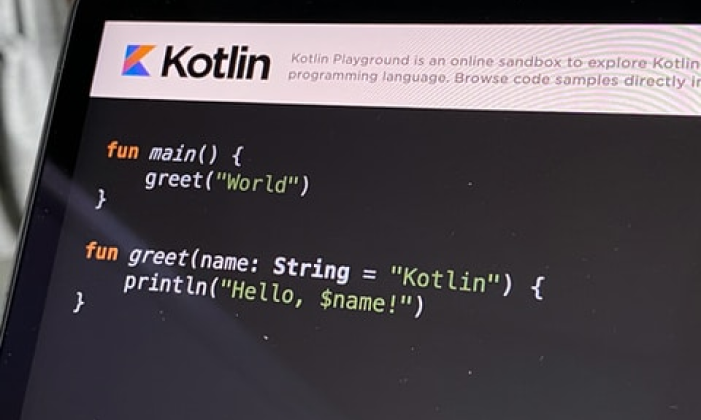 Kotlin
Kotlin Playground is an online sandbox to explore Kotlin
programming language. Browse code samples directly
fun main() {
    greet("World")
}
fun greet(name: String = "Kotlin") {
    println("Hello, $name!")
}